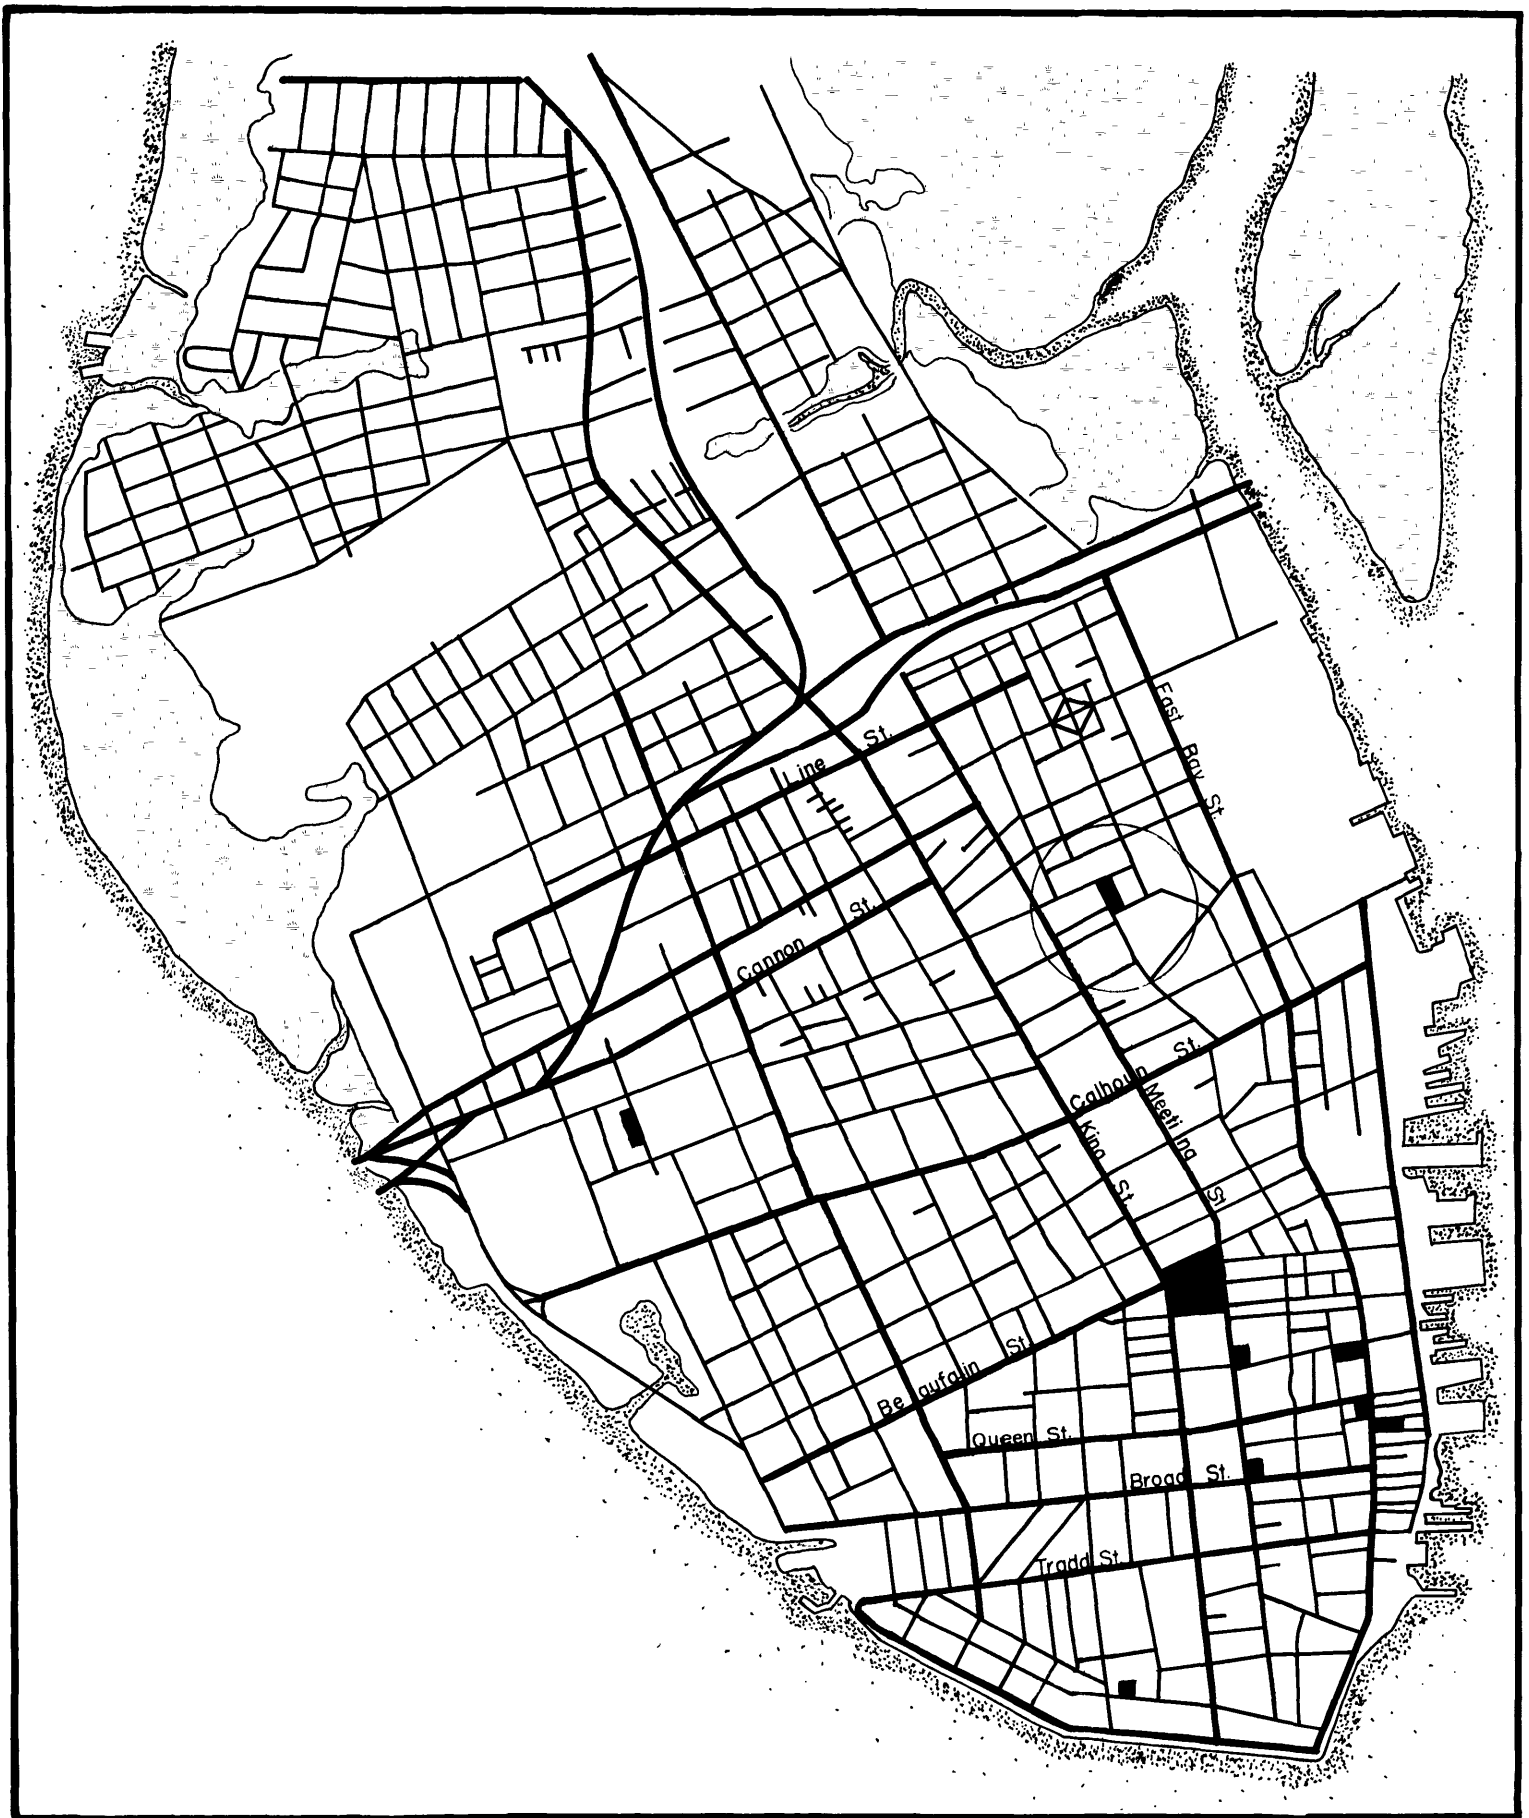 East Bay St.
Line St.
Cannon St.
Calhoun St.
Meeting St.
King St.
Beaufain St.
Queen St.
Broad St.
Tradd St.